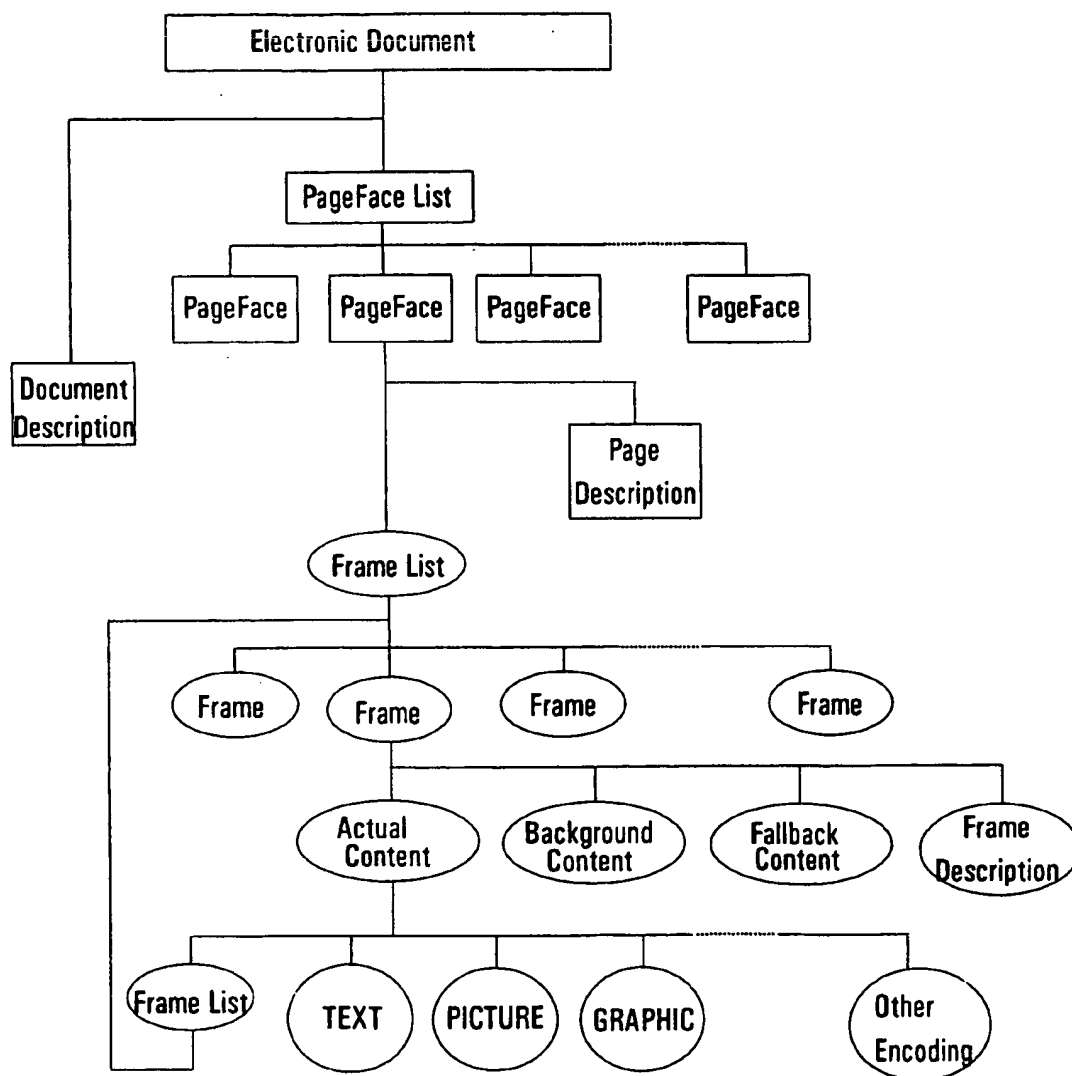 Electronic Document
PageFace List
PageFace
PageFace
PageFace
PageFace
Document
Description
Page
Description
Frame List
Frame
Frame
Frame
Frame
Actual
Content
Background
Content
Fallback
Content
Frame
Description
Frame List
TEXT
PICTURE
GRAPHIC
Other
Encoding